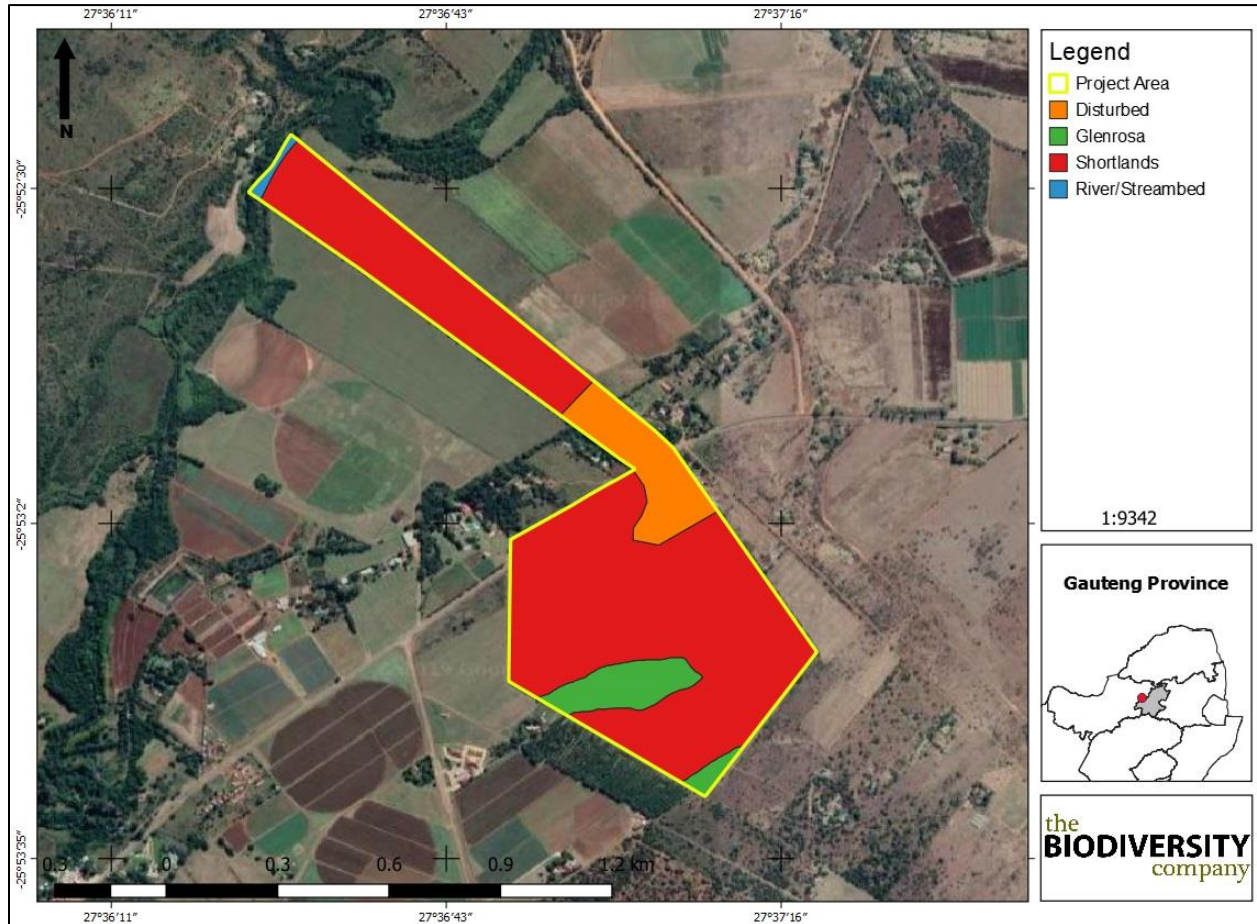 27°36′11″ 27°36′43″ 27°37′16″
N
-25°52′30″
-25°53′2″
-25°53′35″
0.3 0 0.3 0.6 0.9 1.2 km
27°36′11″ 27°36′43″ 27°37′16″
Legend
Project Area
Disturbed
Glenrosa
Shortlands
River/Streambed
1:9342
Gauteng Province
the
BIODIVERSITY
company